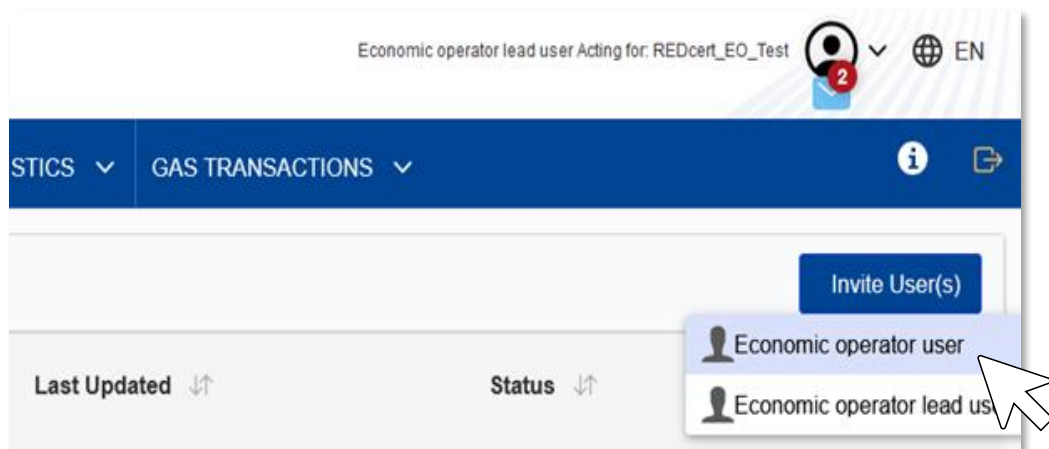 Economic operator lead user Acting for: REDcert_EO_Test
2
EN
STICS
GAS TRANSACTIONS
i
Invite User(s)
Economic operator user
Last Updated
Status
Economic operator lead us